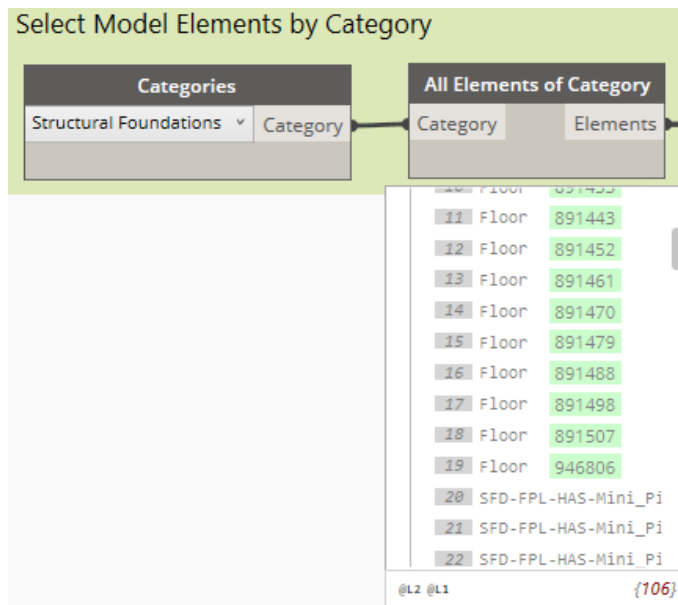 Select Model Elements by Category
Categories
Structural Foundations Category
All Elements of Category
Category Elements
11 Floor 891443
12 Floor 891452
13 Floor 891461
14 Floor 891470
15 Floor 891479
16 Floor 891488
17 Floor 891498
18 Floor 891507
19 Floor 946806
20 SFD-FPL-HAS-Mini_Pi
21 SFD-FPL-HAS-Mini_Pi
22 SFD-FPL-HAS-Mini_Pi
@L2 @L1 {106}